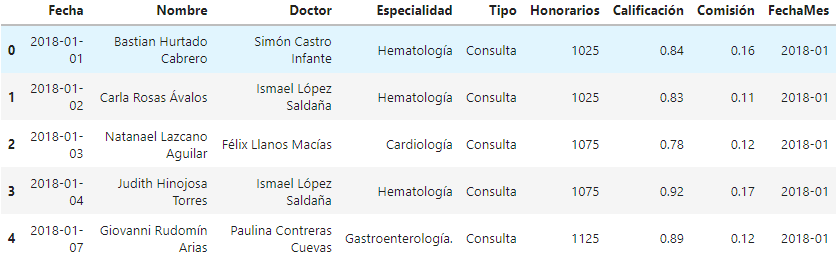 Fecha Nombre Doctor Especialidad Tipo Honorarios Calificación Comisión FechaMes
0 2018-01-01 Bastian Hurtado Cabrero Simón Castro Infante Hematología Consulta 1025 0.84 0.16 2018-01
1 2018-01-02 Carla Rosas Ávalos Ismael López Saldaña Hematología Consulta 1025 0.83 0.11 2018-01
2 2018-01-03 Natanael Lazcano Aguilar Félix Llanos Macías Cardiología Consulta 1075 0.78 0.12 2018-01
3 2018-01-04 Judith Hinojosa Torres Ismael López Saldaña Hematología Consulta 1075 0.92 0.17 2018-01
4 2018-01-07 Giovanni Rudomín Arias Paulina Contreras Cuevas Gastroenterología. Consulta 1125 0.89 0.12 2018-01